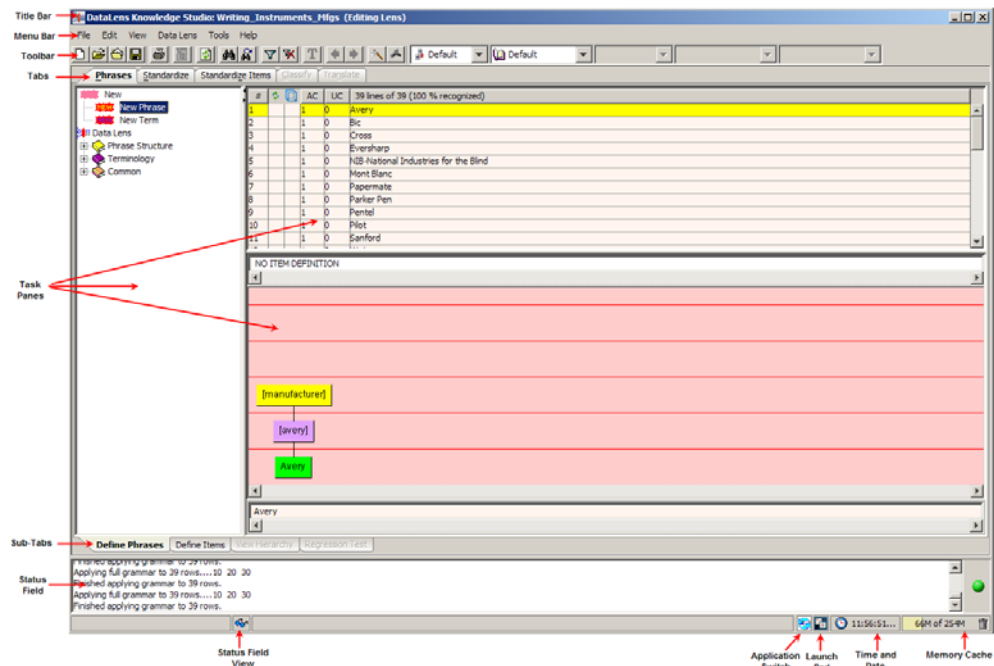 Title Bar
DataLens Knowledge Studio: Writing_Instruments_Mfgs (Editing Lens)
Menu Bar
File Edit View Data Lens Tools Help
Toolbar
Default Default
Tabs
Phrases Standardize Standardize Items Classify Translate
New
New Phrase
New Term
Data Lens
Phrase Structure
Terminology
Common
# AC UC 39 lines of 39 (100 % recognized)
1 1 0 Avery
2 1 0 Bic
3 1 0 Cross
4 1 0 Eversharp
5 1 0 NIB-National Industries for the Blind
6 1 0 Mont Blanc
7 1 0 Papermate
8 1 0 Parker Pen
9 1 0 Pentel
10 1 0 Pilot
11 1 0 Sanford
NO ITEM DEFINITION
Task
Panes
[manufacturer]
[avery]
Avery
Avery
Sub-Tabs
Define Phrases Define Items View Hierarchy Regression Test
Status
Field
Finished applying grammar to 39 rows.
Applying full grammar to 39 rows....10 20 30
Finished applying grammar to 39 rows.
Applying full grammar to 39 rows....10 20 30
Finished applying grammar to 39 rows.
11:56:51... 66M of 254M
Status Field
View
Application
Switch
Launch
Pad
Time and
Date
Memory Cache